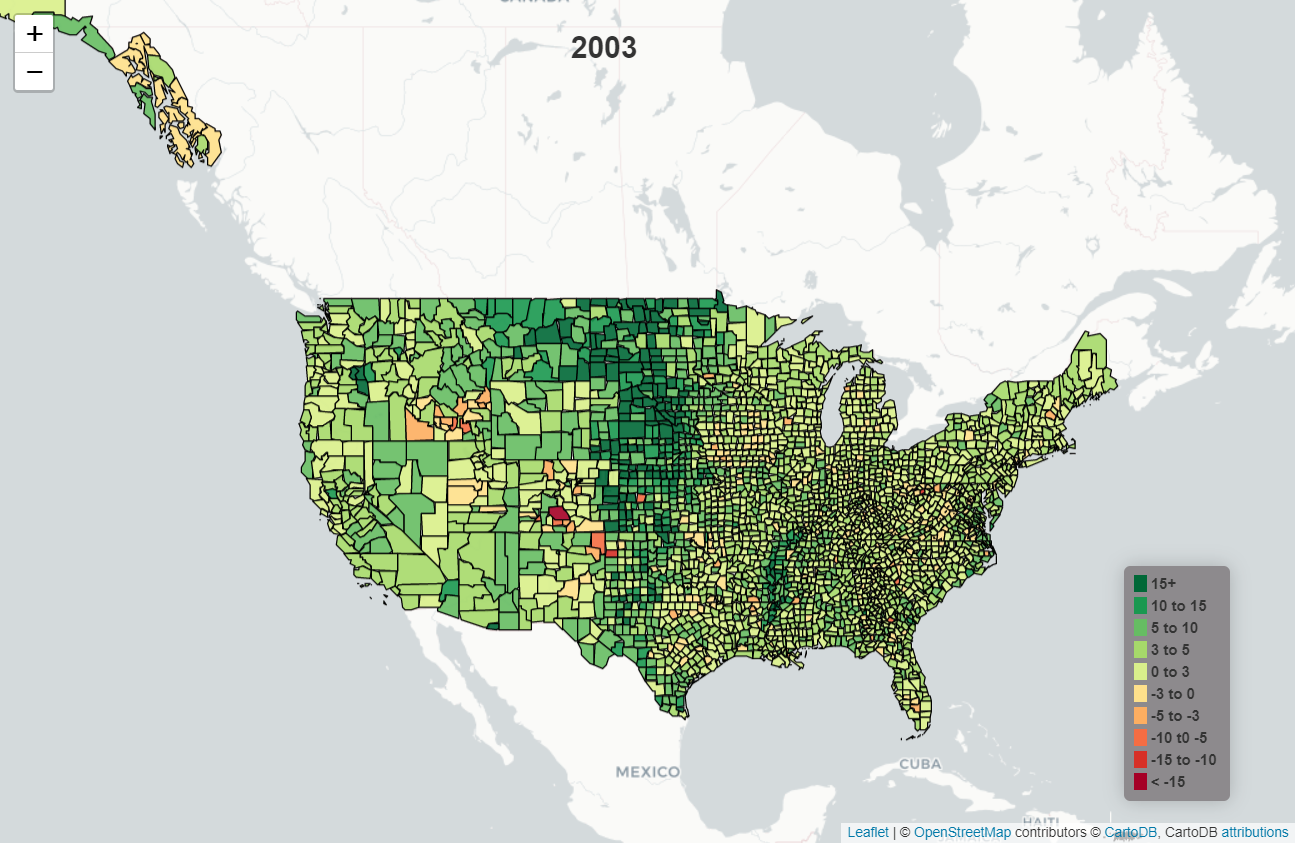 CANADA
+
2003
−
15+
10 to 15
5 to 10
3 to 5
0 to 3
-3 to 0
-5 to -3
-10 t0 -5
-15 to -10
< -15
MEXICO
CUBA
HAITI
Leaflet | © OpenStreetMap contributors © CartoDB, CartoDB attributions